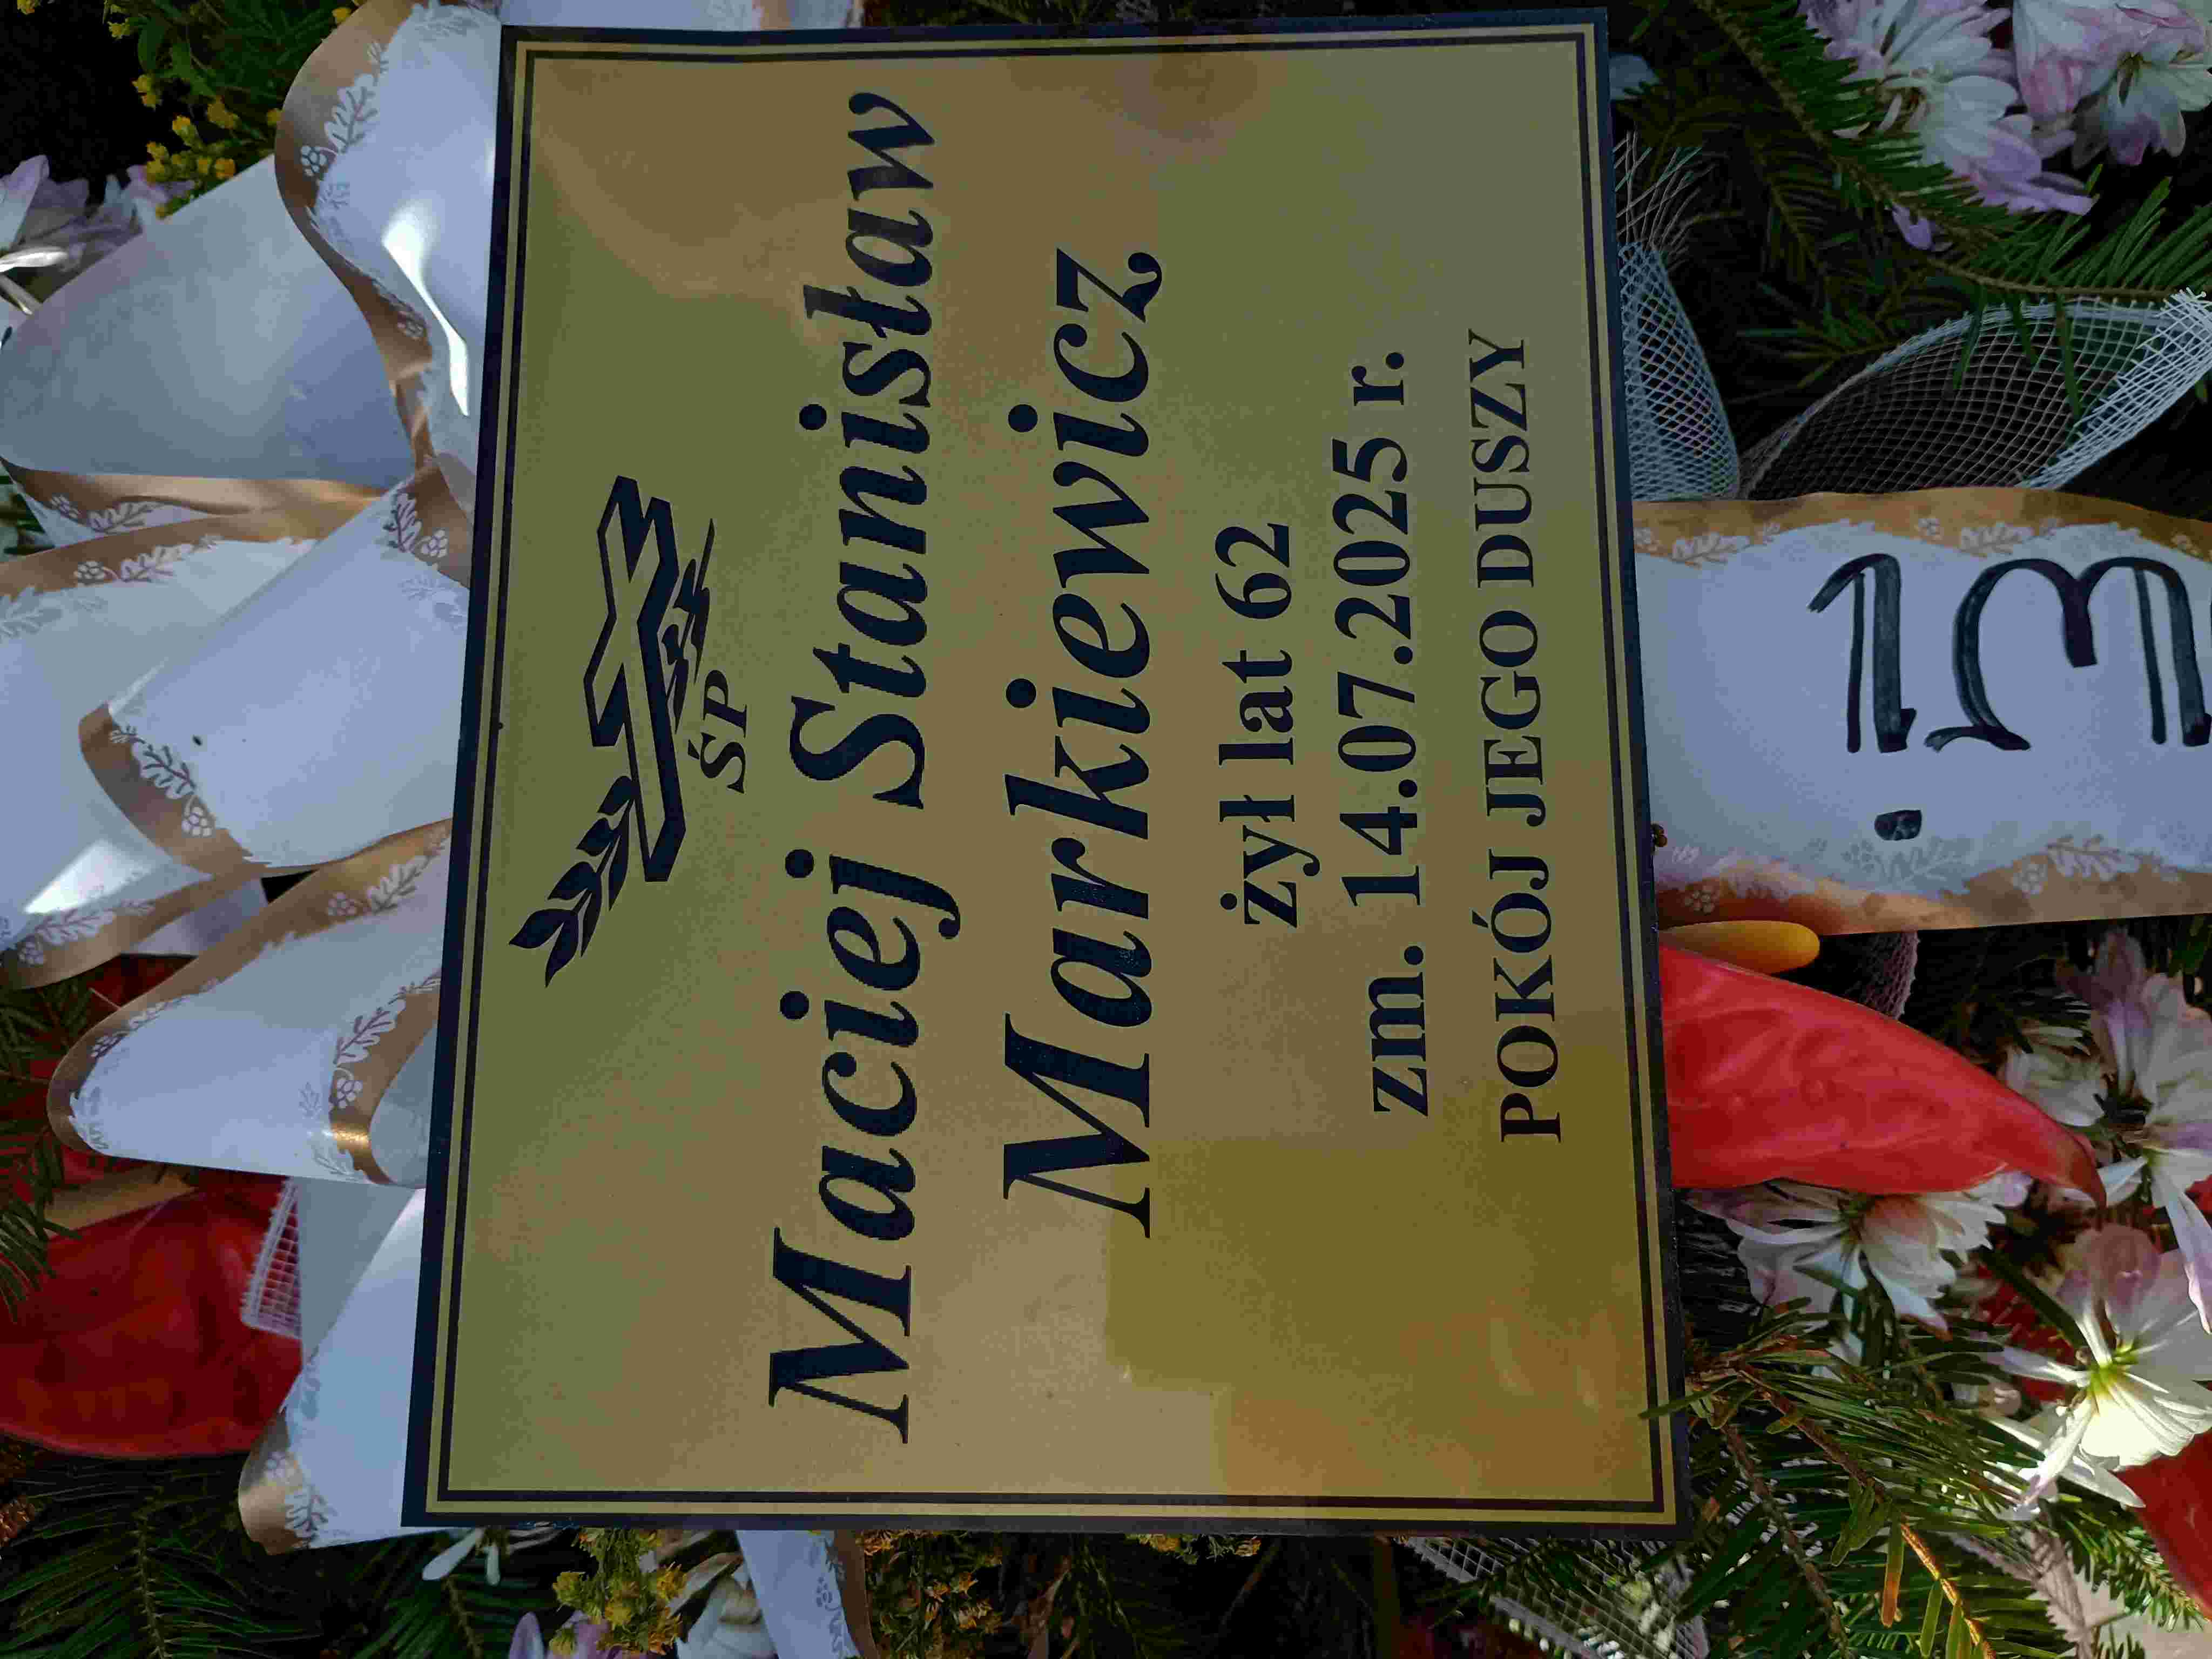 ŚP
Maciej Stanisław
Markiewicz
żył lat 62
zm. 14.07.2025 r.
POKÓJ JEGO DUSZY